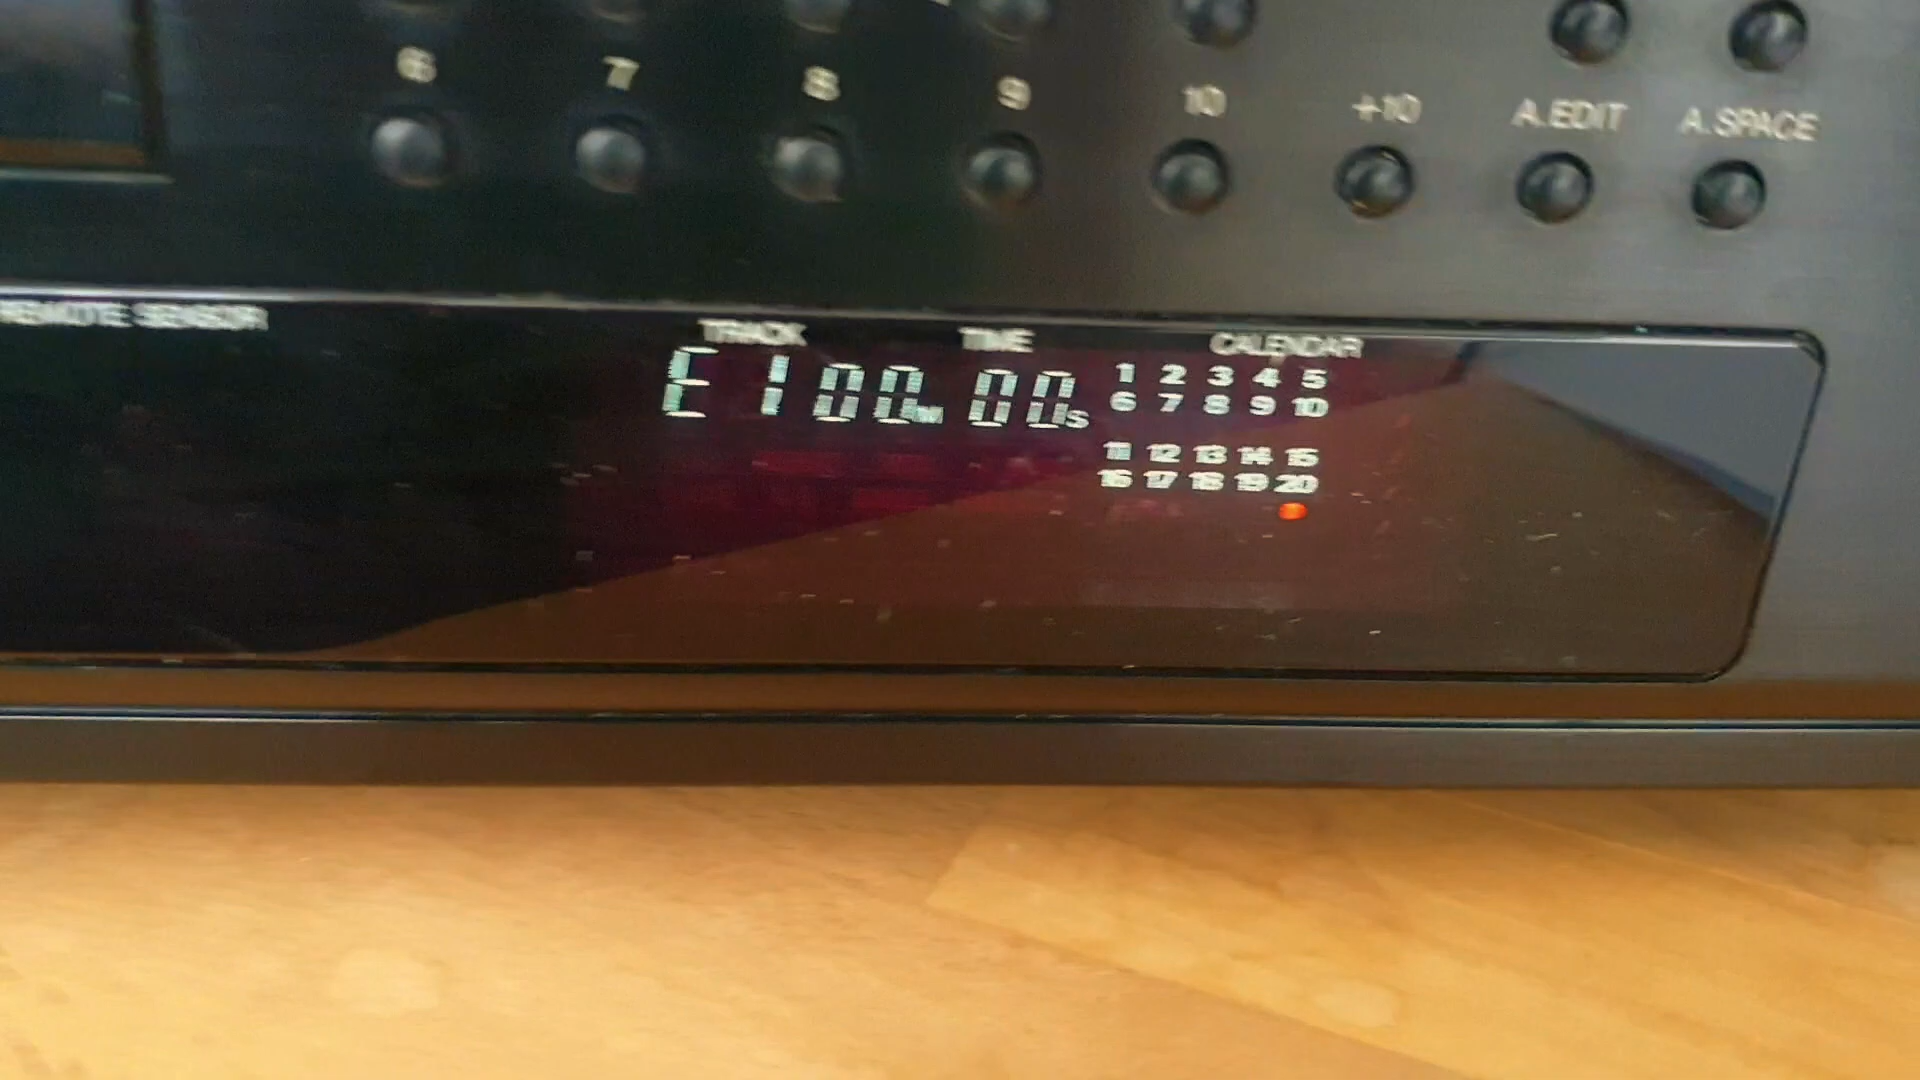 6 7 8 9 10 +10 A.EDIT A.SPACE
REMOTE SENSOR
TRACK TIME CALENDAR
E1 00M 00S
1 2 3 4 5
6 7 8 9 10
11 12 13 14 15
16 17 18 19 20